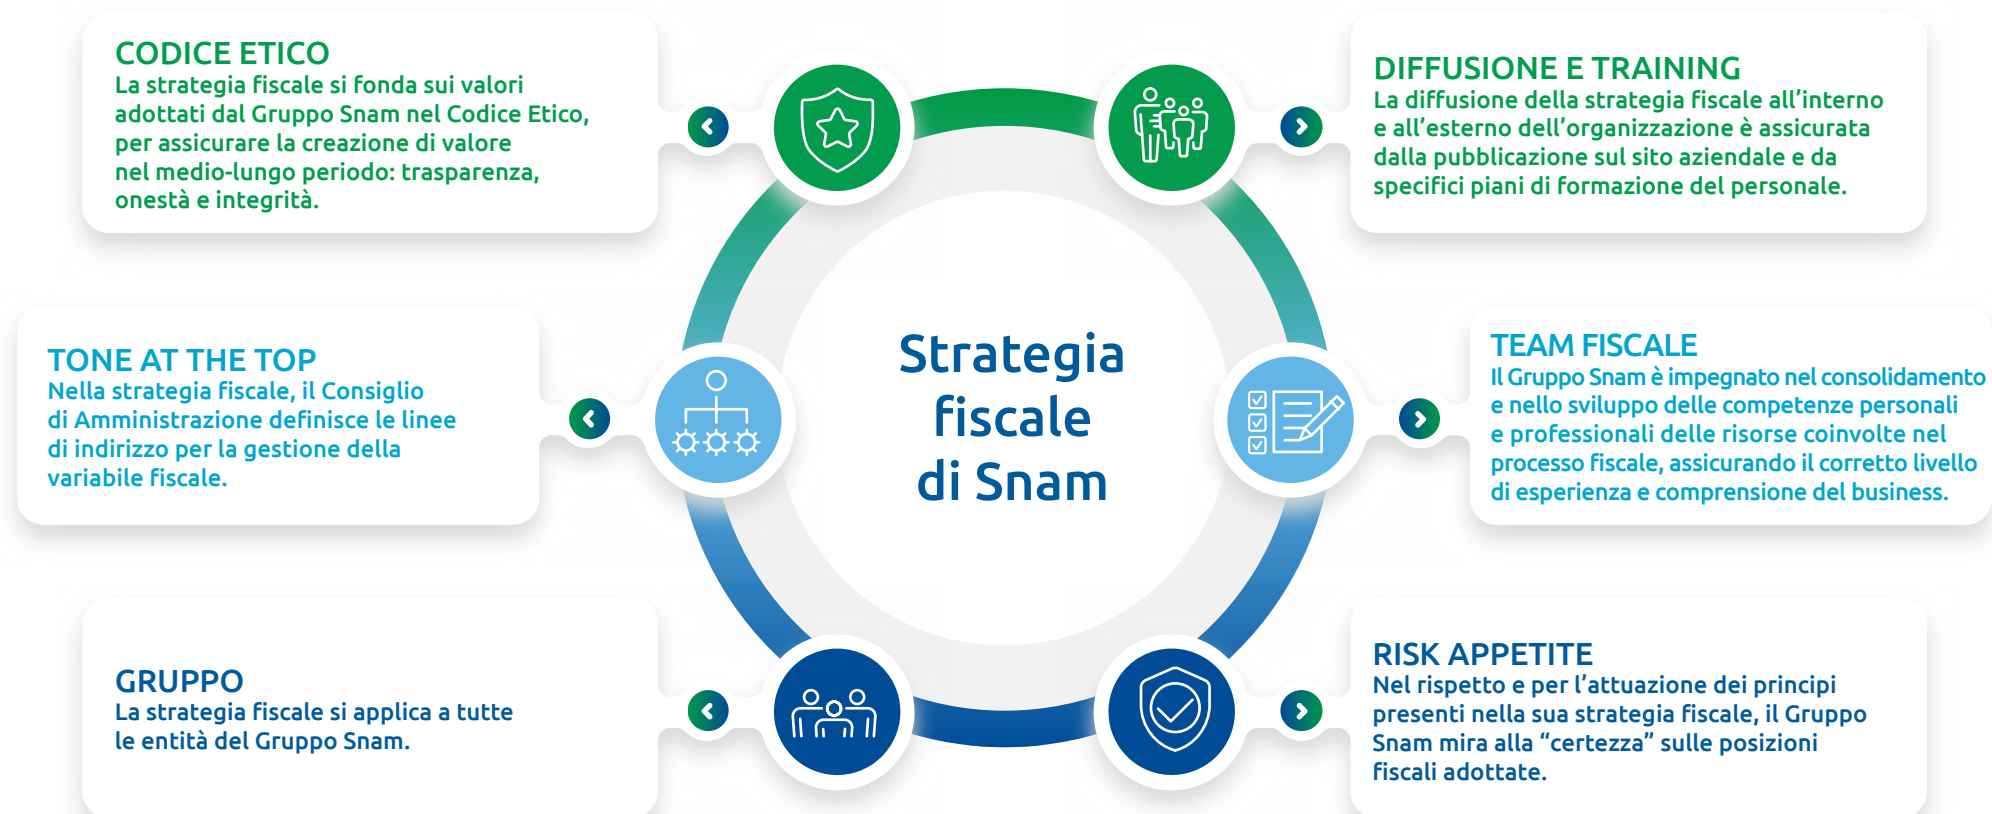 CODICE ETICO
La strategia fiscale si fonda sui valori
adottati dal Gruppo Snam nel Codice Etico,
per assicurare la creazione di valore
nel medio-lungo periodo: trasparenza,
onestà e integrità.
DIFFUSIONE E TRAINING
La diffusione della strategia fiscale all’interno
e all’esterno dell’organizzazione è assicurata
dalla pubblicazione sul sito aziendale e da
specifici piani di formazione del personale.
TONE AT THE TOP
Nella strategia fiscale, il Consiglio
di Amministrazione definisce le linee
di indirizzo per la gestione della
variabile fiscale.
Strategia
fiscale
di Snam
TEAM FISCALE
Il Gruppo Snam è impegnato nel consolidamento
e nello sviluppo delle competenze personali
e professionali delle risorse coinvolte nel
processo fiscale, assicurando il corretto livello
di esperienza e comprensione del business.
GRUPPO
La strategia fiscale si applica a tutte
le entità del Gruppo Snam.
RISK APPETITE
Nel rispetto e per l’attuazione dei principi
presenti nella sua strategia fiscale, il Gruppo
Snam mira alla “certezza” sulle posizioni
fiscali adottate.